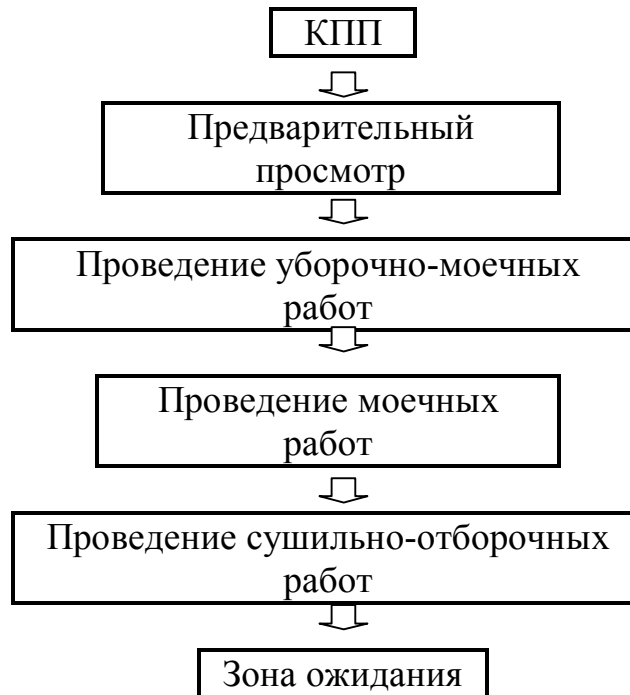 КПП
Предварительный
просмотр
Проведение уборочно-моечных
работ
Проведение моечных
работ
Проведение сушильно-отборочных
работ
Зона ожидания